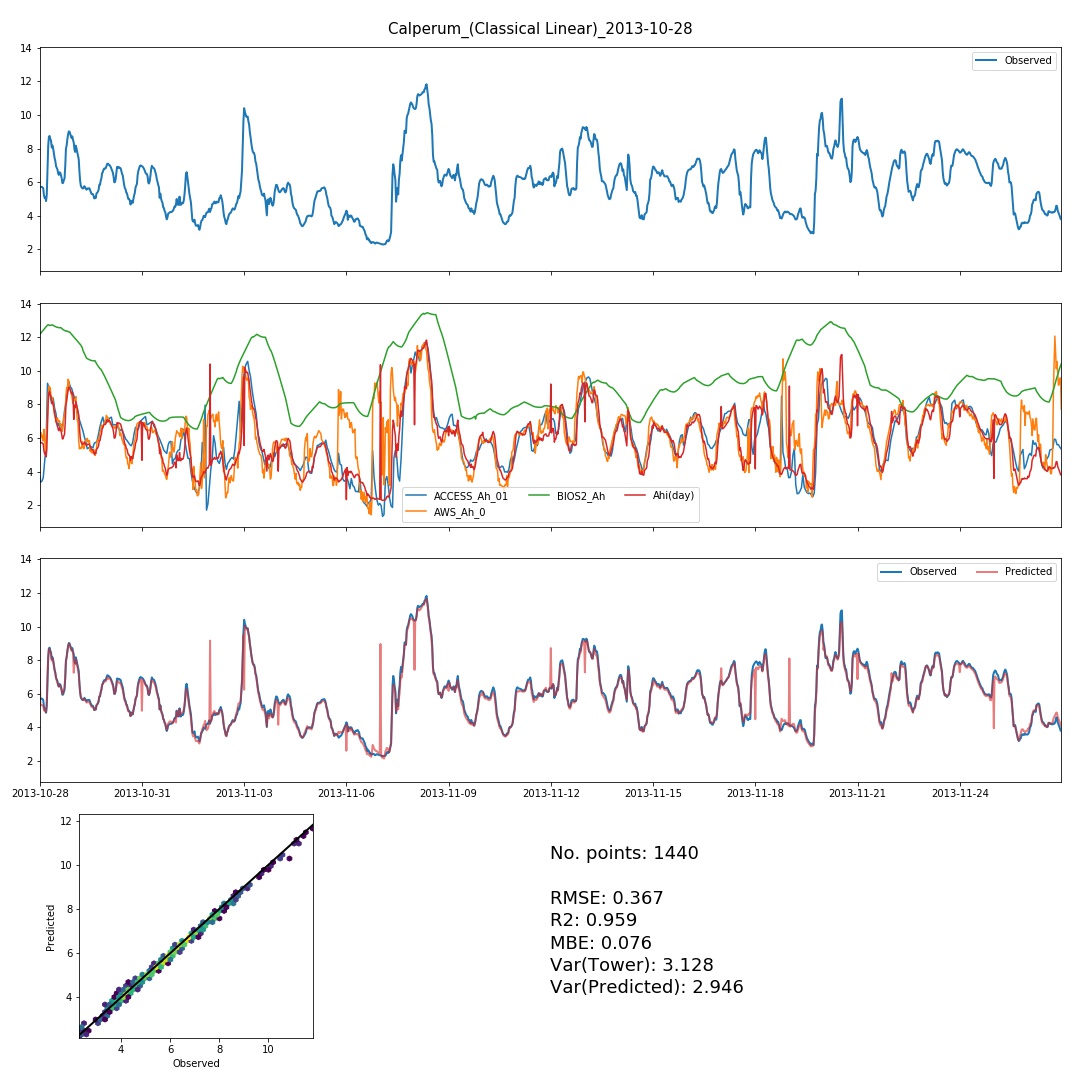 Calperum_(Classical Linear)_2013-10-28
14
12
10
8
6
4
2
Observed
14
12
10
8
6
4
2
ACCESS_Ah_01
AWS_Ah_0
BIOS2_Ah
Ahi(day)
14
12
10
8
6
4
2
Observed
Predicted
2013-10-28 2013-10-31 2013-11-03 2013-11-06 2013-11-09 2013-11-12 2013-11-15 2013-11-18 2013-11-21 2013-11-24
12
10
8
6
4
Predicted
4 6 8 10
Observed
No. points: 1440
RMSE: 0.367
R2: 0.959
MBE: 0.076
Var(Tower): 3.128
Var(Predicted): 2.946